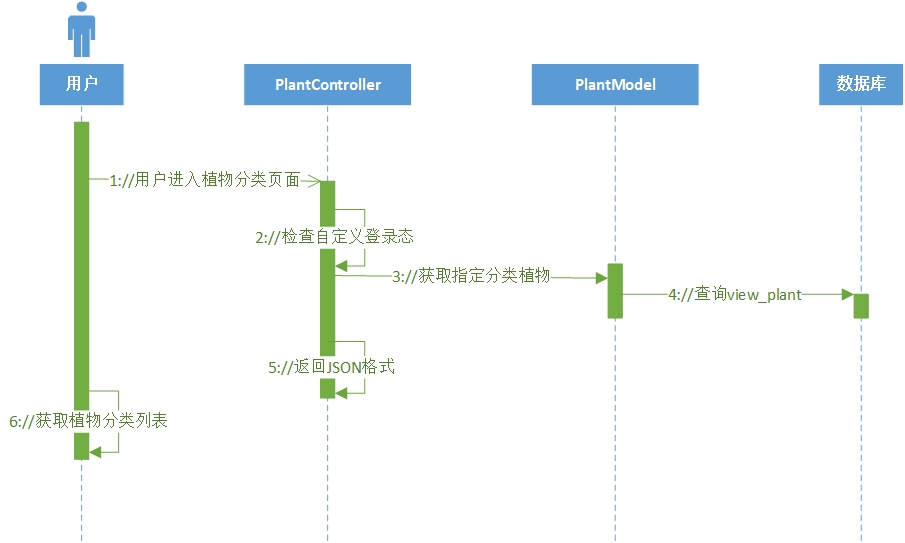 用户
PlantController
PlantModel
数据库
1://用户进入植物分类页面
2://检查自定义登录态
3://获取指定分类植物
4://查询view_plant
5://返回JSON格式
6://获取植物分类列表